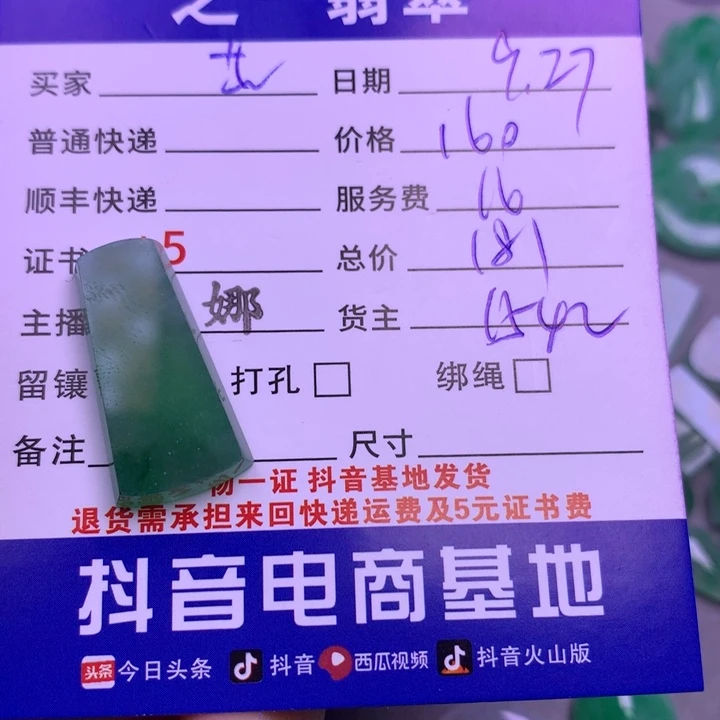 之 翡翠
买家 日期 9.27
普通快递 价格 160
顺丰快递 服务费 16
证书 5 总价 181
主播 娜 货主
留镶 打孔 绑绳
备注 尺寸
物一证 抖音基地发货
退货需承担来回快递运费及5元证书费
抖音电商基地
头条 今日头条 抖音 西瓜视频 抖音火山版